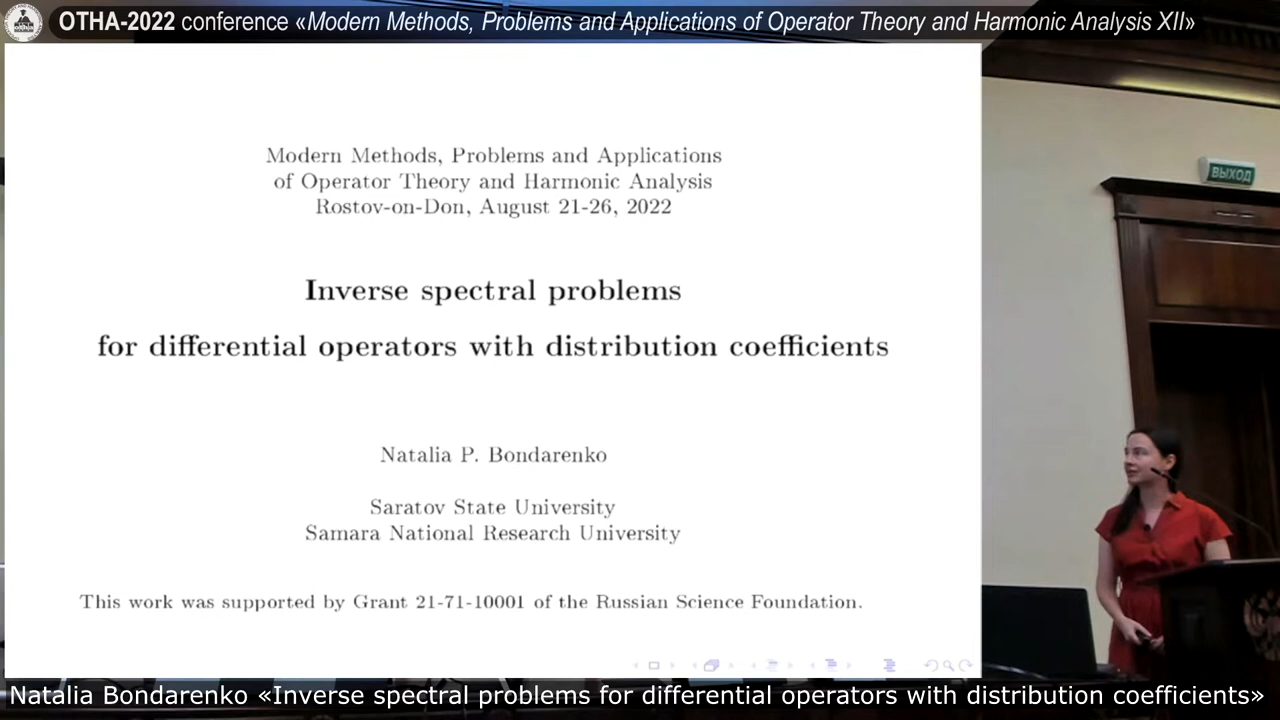 OTHA-2022 conference «Modern Methods, Problems and Applications of Operator Theory and Harmonic Analysis XII»
Modern Methods, Problems and Applications
of Operator Theory and Harmonic Analysis
Rostov-on-Don, August 21-26, 2022
ВЫХОД
Inverse spectral problems
for differential operators with distribution coefficients
Natalia P. Bondarenko
Saratov State University
Samara National Research University
This work was supported by Grant 21-71-10001 of the Russian Science Foundation.
Natalia Bondarenko «Inverse spectral problems for differential operators with distribution coefficients»